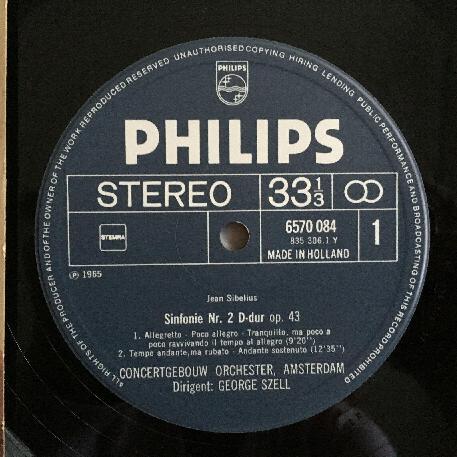 ALL RIGHTS OF THE PRODUCER AND OF THE OWNER OF THE WORK REPRODUCED RESERVED UNAUTHORISED COPYING HIRING LENDING PUBLIC PERFORMANCE AND BROADCASTING OF THIS RECORD PROHIBITED
PHILIPS
PHILIPS
STEREO 33 1/3
STEMRA
6570 084
835 306.1 Y
MADE IN HOLLAND
1
℗ 1965
Jean Sibelius
Sinfonie Nr. 2 D-dur op. 43
1. Allegretto - Poco allegro - Tranquillo, ma poco a
poco ravvivando il tempo al allegro (9'20'')
2. Tempo andante, ma rubato - Andante sostenuto (12'35'')
CONCERTGEBOUW ORCHESTER, AMSTERDAM
Dirigent: GEORGE SZELL